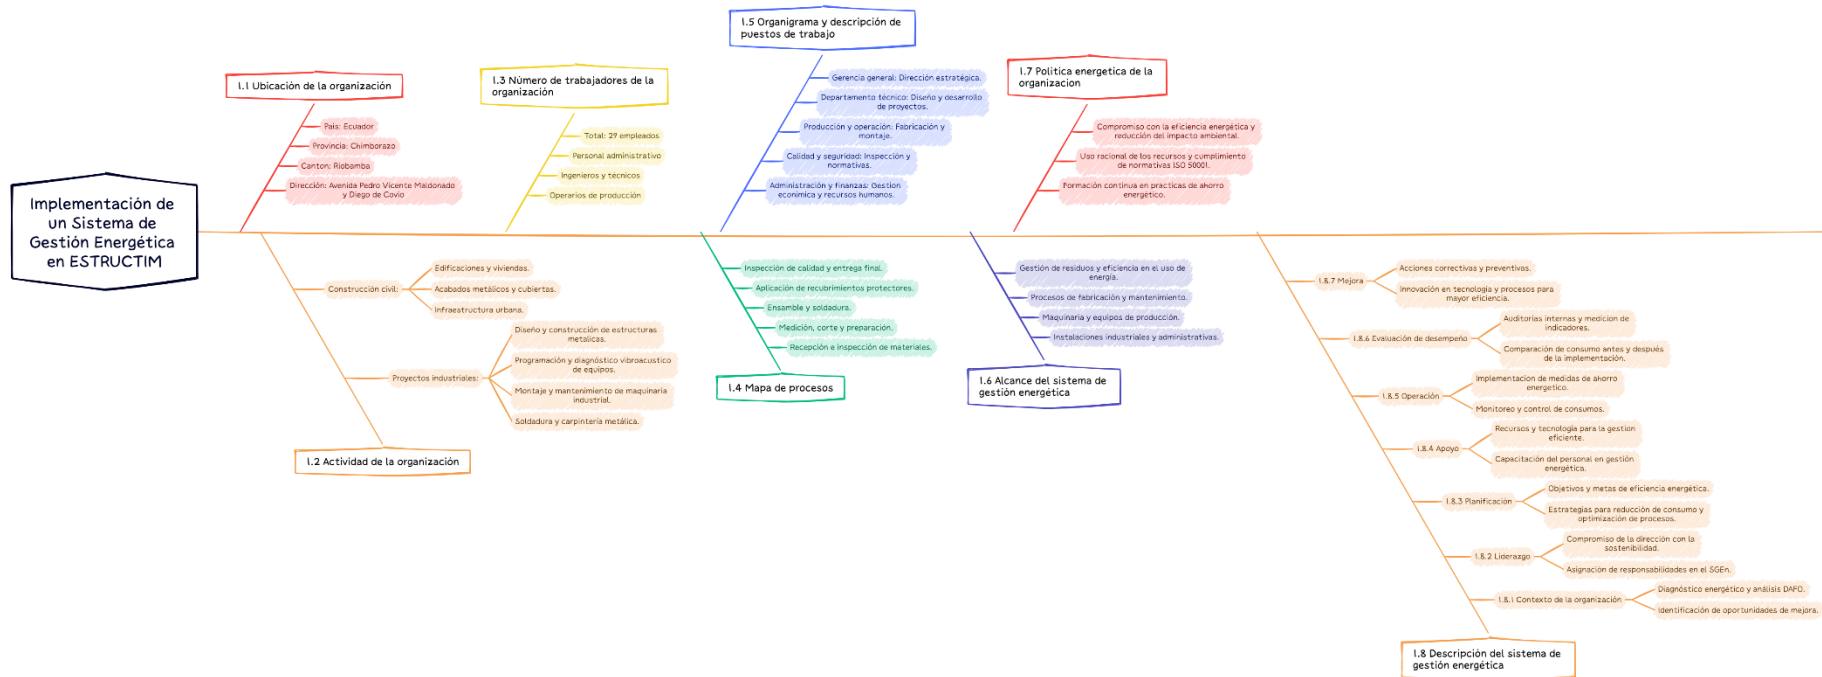 Implementación de
un Sistema de
Gestión Energética
en ESTRUCTIM
1.1 Ubicación de la organización
País: Ecuador
Provincia: Chimborazo
Canton: Riobamba
Dirección: Avenida Pedro Vicente Maldonado
y Diego de Covio
1.2 Actividad de la organización
Construcción civil:
Edificaciones y viviendas.
Acabados metálicos y cubiertas.
Infraestructura urbana.
Proyectos industriales:
Diseño y construcción de estructuras
metalicas.
Programación y diagnóstico vibroacustico
de equipos.
Montaje y mantenimiento de maquinaria
industrial.
Soldadura y carpintería metálica.
1.3 Número de trabajadores de la
organización
Total: 29 empleados
Personal administrativo
Ingenieros y técnicos
Operarios de producción
1.4 Mapa de procesos
Inspección de calidad y entrega final.
Aplicación de recubrimientos protectores.
Ensamble y soldadura.
Medición, corte y preparación.
Recepción e inspección de materiales.
1.5 Organigrama y descripción de
puestos de trabajo
Gerencia general: Dirección estratégica.
Departamento técnico: Diseño y desarrollo
de proyectos.
Producción y operación: Fabricación y
montaje.
Calidad y seguridad: Inspección y
normativas.
Administración y finanzas: Gestion
económica y recursos humanos.
1.6 Alcance del sistema de
gestión energética
Gestión de residuos y eficiencia en el uso de
energía.
Procesos de fabricación y mantenimiento.
Maquinaria y equipos de producción.
Instalaciones industriales y administrativas.
1.7 Politica energetica de la
organizacion
Compromiso con la eficiencia energética y
reducción del impacto ambiental.
Uso racional de los recursos y cumplimiento
de normativas ISO 50001.
Formación continua en practicas de ahorro
energético.
1.8 Descripción del sistema de
gestión energética
1.8.7 Mejora
Acciones correctivas y preventivas.
Innovación en tecnología y procesos para
mayor eficiencia.
1.8.6 Evaluación de desempeño
Auditorías internas y medicion de
indicadores.
Comparación de consumo antes y después
de la implementación.
1.8.5 Operación
Implementacion de medidas de ahorro
energetico.
Monitoreo y control de consumos.
1.8.4 Apoyo
Recursos y tecnología para la gestion
eficiente.
Capacitación del personal en gestión
energética.
1.8.3 Planificación
Objetivos y metas de eficiencia energética.
Estrategias para reducción de consumo y
optimización de procesos.
1.8.2 Liderazgo
Compromiso de la dirección con la
sostenibilidad.
Asignación de responsabilidades en el SGEn.
1.8.1 Contexto de la organización
Diagnóstico energético y análisis DAFO.
Identificación de oportunidades de mejora.